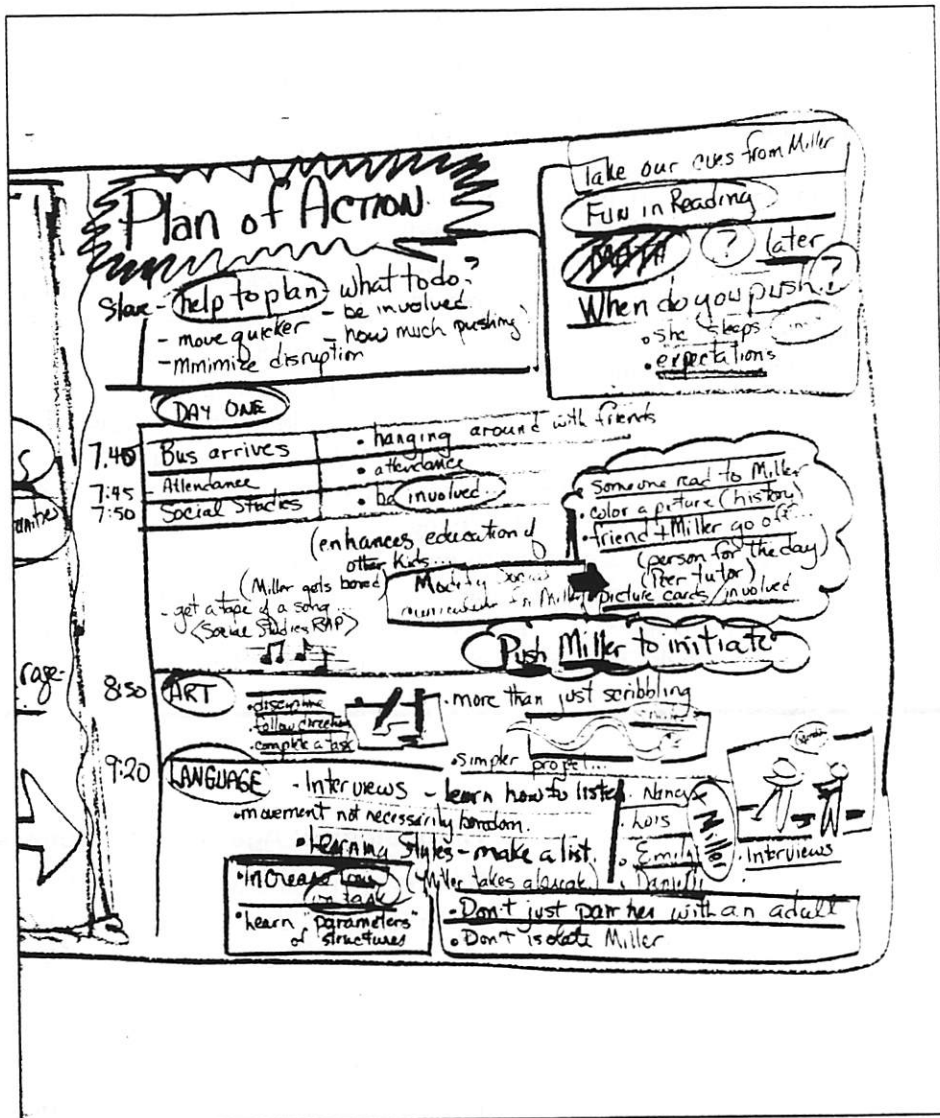 Plan of ACTION
help to plan - what to do?
- be involved
- move quicker - how much pushing
- minimize disruption
Take our cues from Miller
FUN in Reading
MATH ? later
When do you push?
• she sleeps
• expectations
DAY ONE
7:40 Bus arrives • hanging around with friends
7:45 - Attendance • attendance
7:50 Social Studies • be involved
(enhances education of other kids...
(Miller gets bored)
- get a tape of a song...
<Social Studies RAP>
Modify Social curriculum for Miller
• Someone read to Miller
• color a picture (history)
• friend + Miller go off...
(person for the day)
(Peer tutor)
picture cards / involved
Push Miller to initiate
8:50 ART
• discipline
• follow direction
• complete a task
• more than just scribbling
• simpler project...
9:20 LANGUAGE
- Interviews - learn how to listen
• movement not necessarily boredom.
• Learning Styles - make a list.
(Miller takes a break)
• Nancy
• Lois
• Emily
• Danielle
+ Miller
• Interviews
• Increase time on task
• Learn "parameters" of "structures
• Don't just pair her with an adult
• Don't isolate Miller